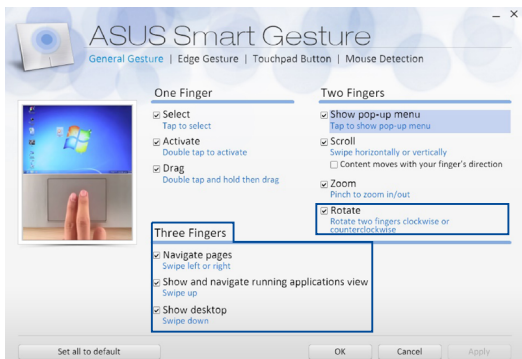 ASUS Smart Gesture
General Gesture | Edge Gesture | Touchpad Button | Mouse Detection
One Finger
Select
Tap to select
Activate
Double tap to activate
Drag
Double tap and hold then drag
Two Fingers
Show pop-up menu
Tap to show pop-up menu
Scroll
Swipe horizontally or vertically
Content moves with your finger's direction
Zoom
Pinch to zoom in/out
Rotate
Rotate two fingers clockwise or
counterclockwise
Three Fingers
Navigate pages
Swipe left or right
Show and navigate running applications view
Swipe up
Show desktop
Swipe down
Set all to default
OK
Cancel
Apply